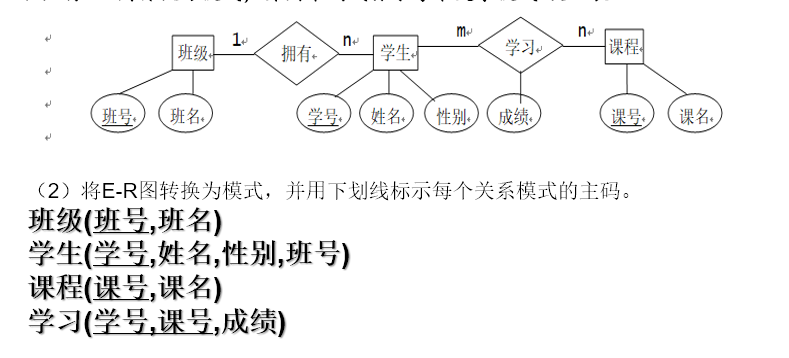 班级 1 拥有 n 学生 m 学习 n 课程
班号 班名 学号 姓名 性别 成绩 课号 课名
（2）将E-R图转换为模式，并用下划线标示每个关系模式的主码。
班级(班号,班名)
学生(学号,姓名,性别,班号)
课程(课号,课名)
学习(学号,课号,成绩)